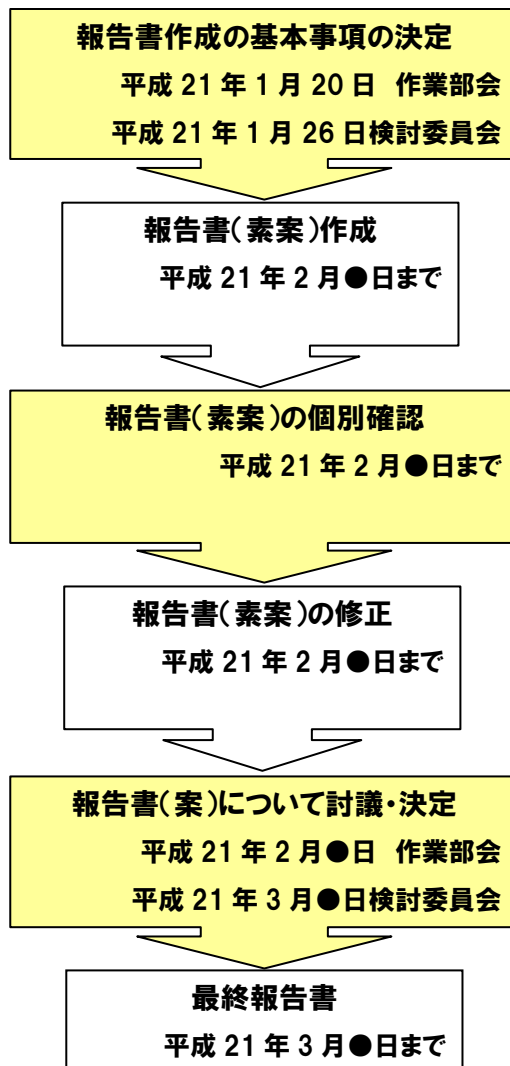 報告書作成の基本事項の決定
平成 21 年 1 月 20 日 作業部会
平成 21 年 1 月 26 日検討委員会
報告書(素案)作成
平成 21 年 2 月●日まで
報告書(素案)の個別確認
平成 21 年 2 月●日まで
報告書(素案)の修正
平成 21 年 2 月●日まで
報告書(案)について討議・決定
平成 21 年 2 月●日 作業部会
平成 21 年 3 月●日検討委員会
最終報告書
平成 21 年 3 月●日まで